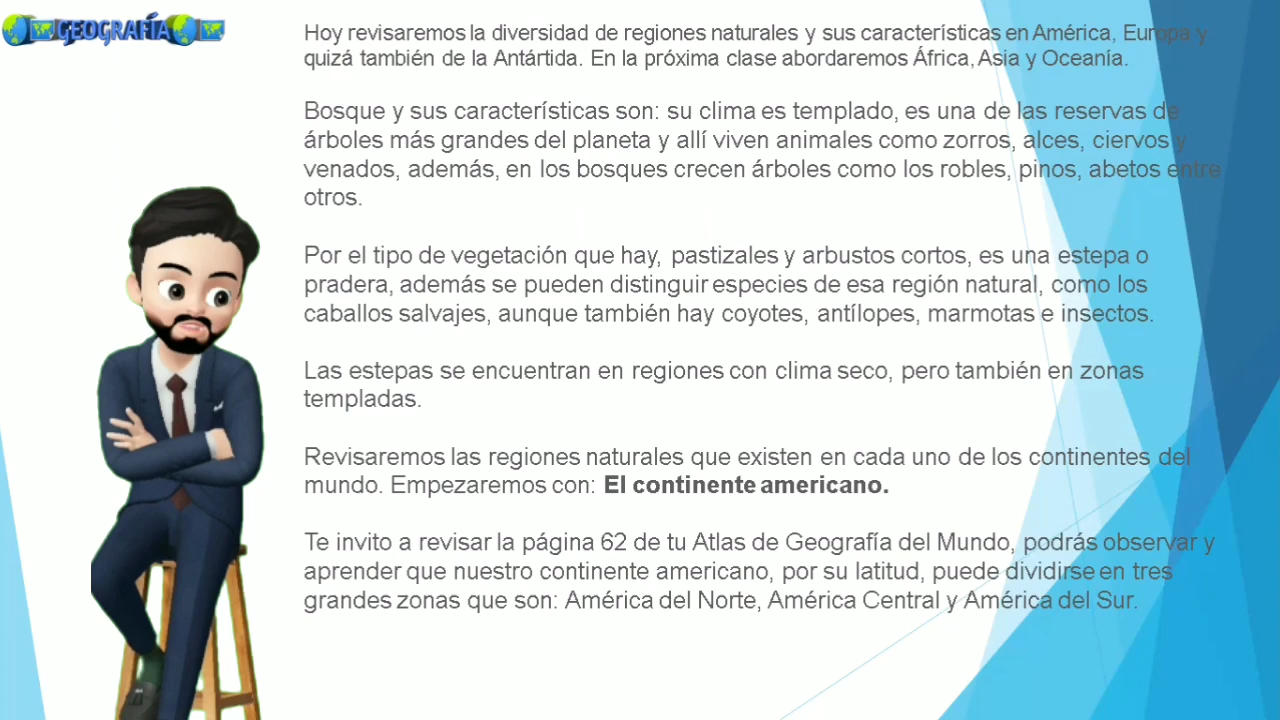 GEOGRAFÍA
Hoy revisaremos la diversidad de regiones naturales y sus características en América, Europa y
quizá también de la Antártida. En la próxima clase abordaremos África, Asia y Oceanía.
Bosque y sus características son: su clima es templado, es una de las reservas de
árboles más grandes del planeta y allí viven animales como zorros, alces, ciervos y
venados, además, en los bosques crecen árboles como los robles, pinos, abetos entre
otros.
Por el tipo de vegetación que hay, pastizales y arbustos cortos, es una estepa o
pradera, además se pueden distinguir especies de esa región natural, como los
caballos salvajes, aunque también hay coyotes, antílopes, marmotas e insectos.
Las estepas se encuentran en regiones con clima seco, pero también en zonas
templadas.
Revisaremos las regiones naturales que existen en cada uno de los continentes del
mundo. Empezaremos con: El continente americano.
Te invito a revisar la página 62 de tu Atlas de Geografía del Mundo, podrás observar y
aprender que nuestro continente americano, por su latitud, puede dividirse en tres
grandes zonas que son: América del Norte, América Central y América del Sur.